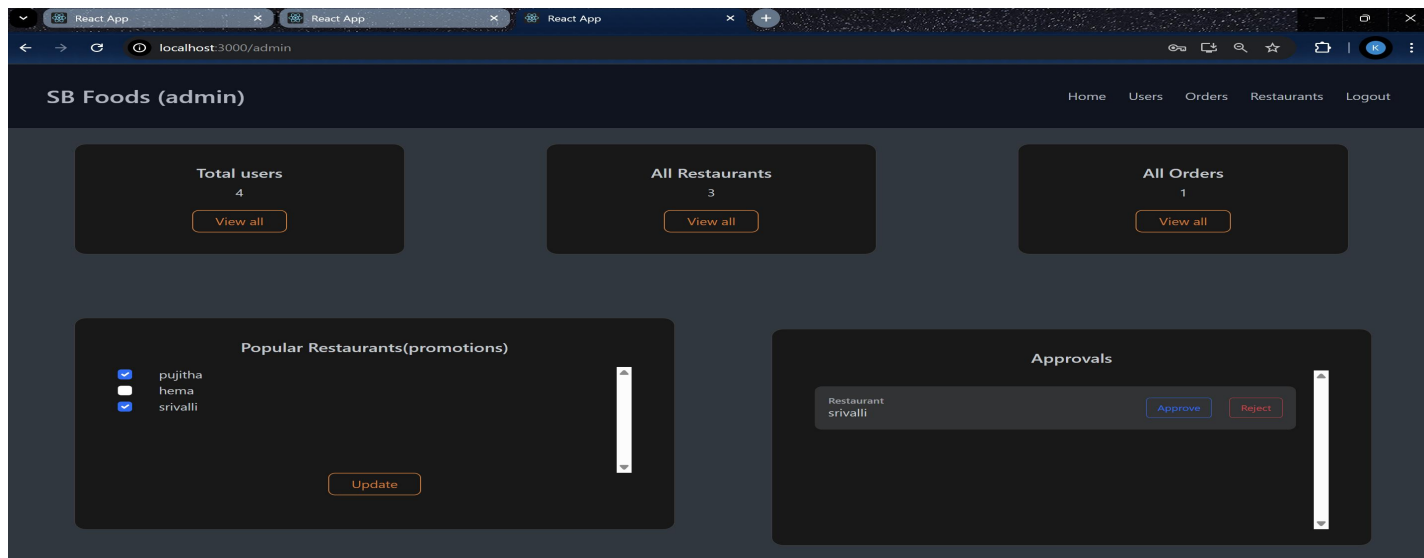 React App
React App
React App
localhost:3000/admin
K
SB Foods (admin)
Home Users Orders Restaurants Logout
Total users
4
View all
All Restaurants
3
View all
All Orders
1
View all
Popular Restaurants(promotions)
pujitha
hema
srivalli
Update
Approvals
Restaurant
srivalli
Approve Reject